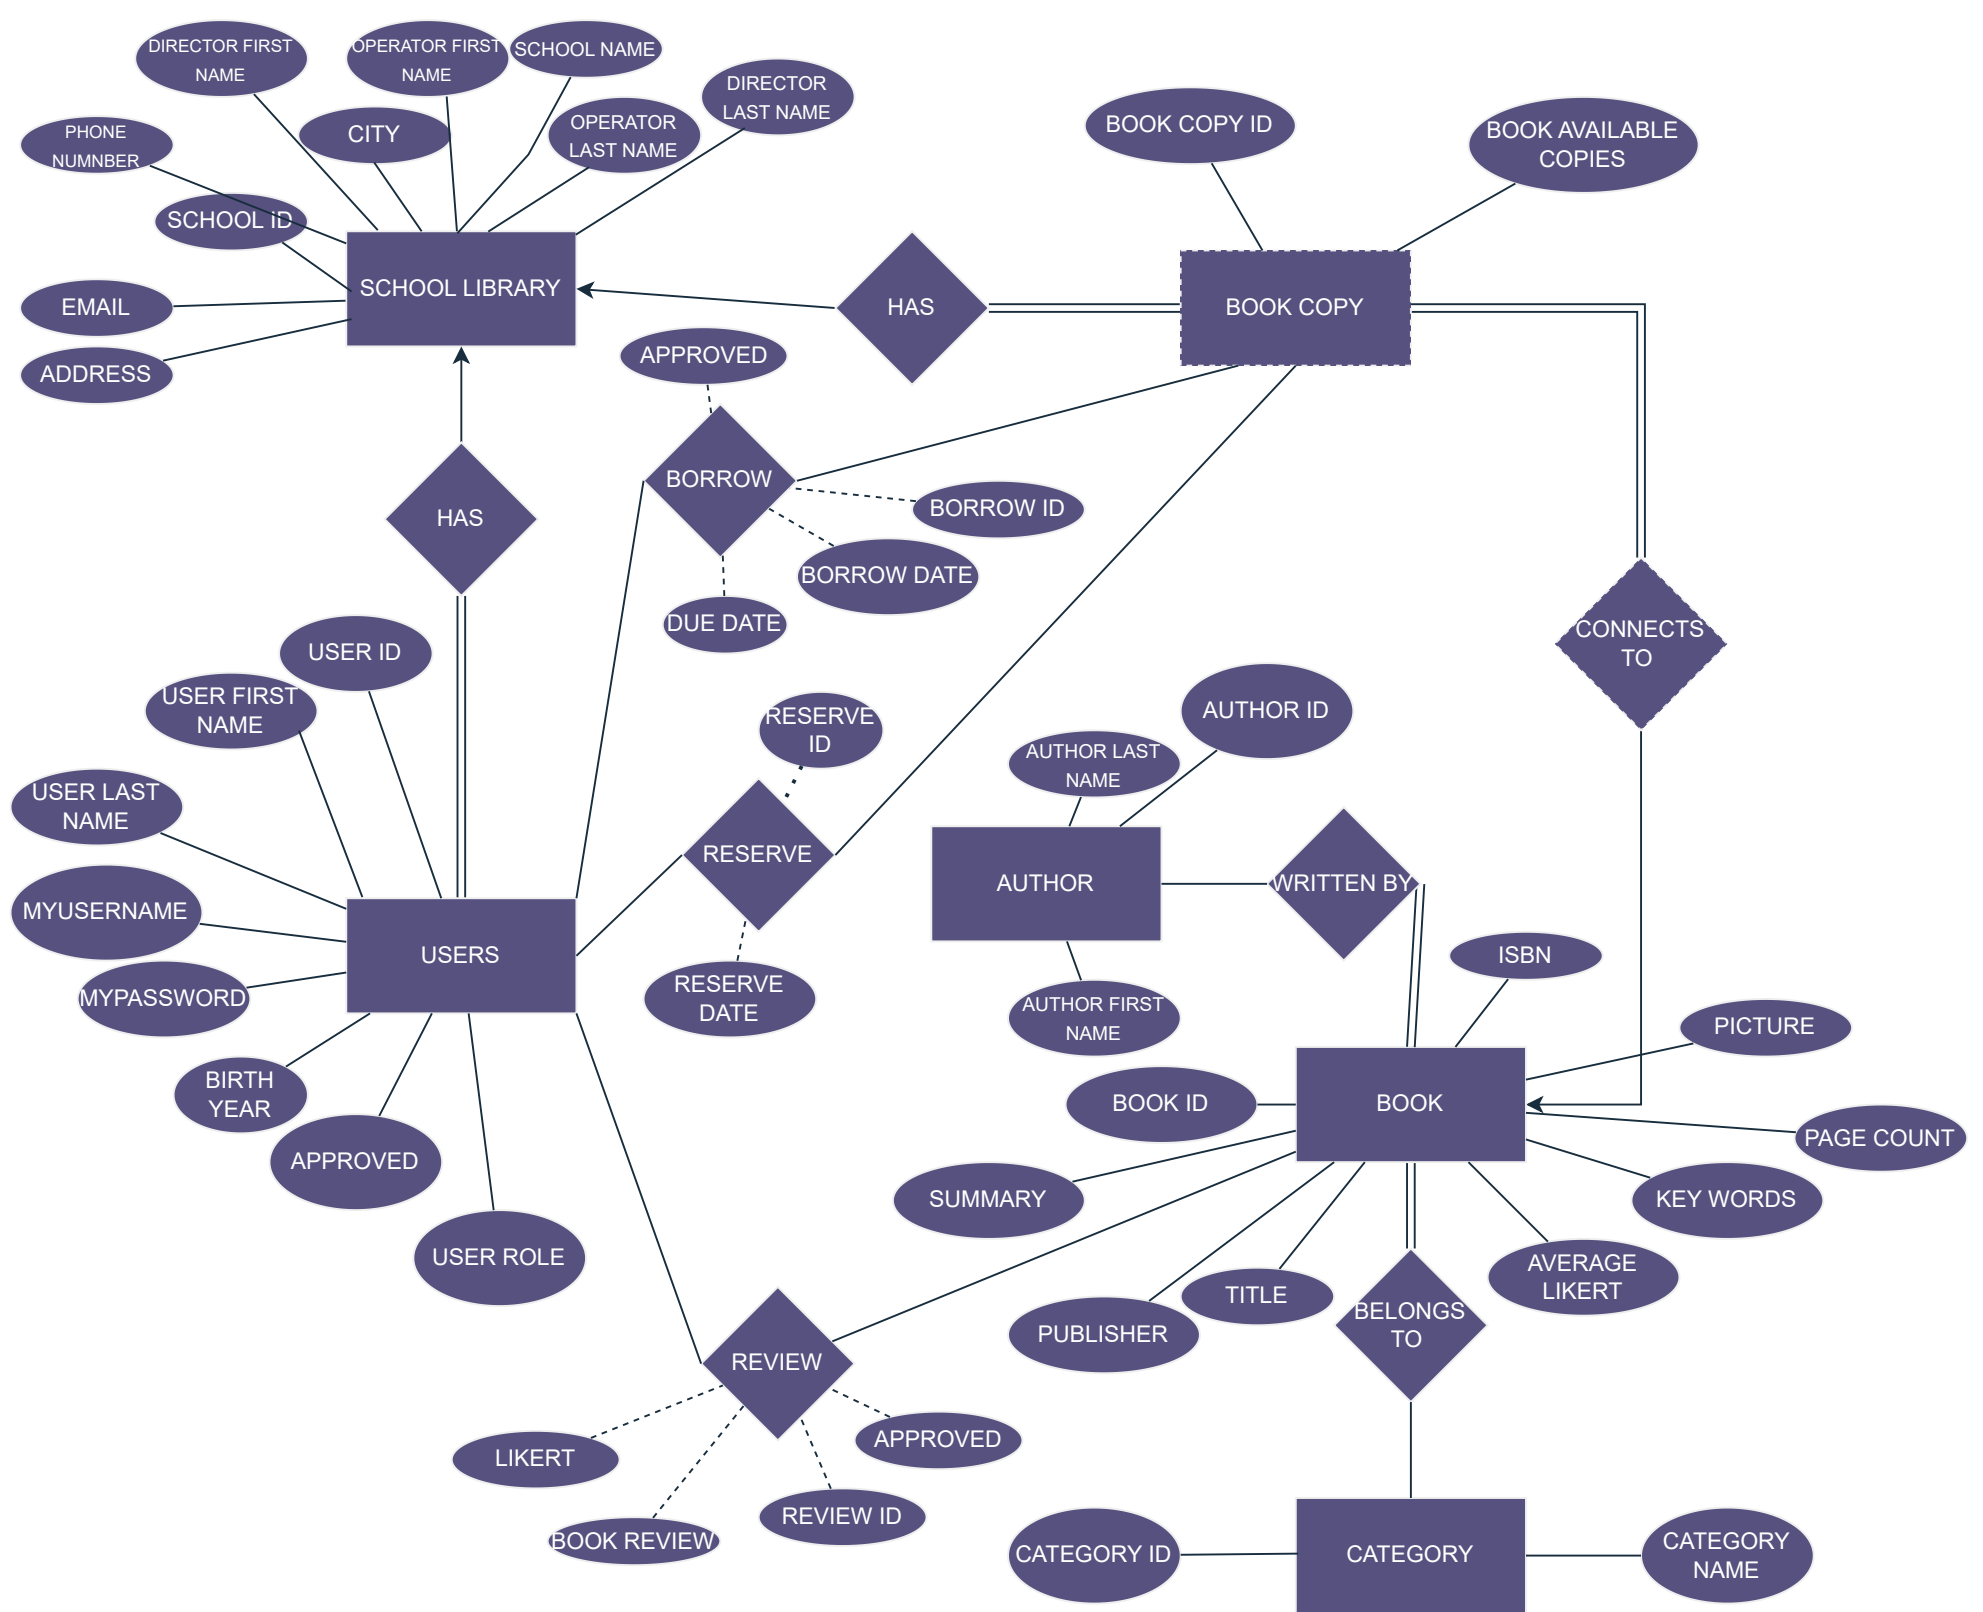 DIRECTOR FIRST
NAME
OPERATOR FIRST
NAME
SCHOOL NAME
DIRECTOR
LAST NAME
PHONE
NUMNBER
CITY
OPERATOR
LAST NAME
BOOK COPY ID
BOOK AVAILABLE
COPIES
SCHOOL ID
SCHOOL LIBRARY
HAS
BOOK COPY
EMAIL
ADDRESS
APPROVED
BORROW
HAS
BORROW ID
BORROW DATE
DUE DATE
CONNECTS
TO
USER ID
USER FIRST
NAME
RESERVE
ID
AUTHOR ID
AUTHOR LAST
NAME
USER LAST
NAME
RESERVE
AUTHOR
WRITTEN BY
MYUSERNAME
USERS
ISBN
MYPASSWORD
RESERVE
DATE
AUTHOR FIRST
NAME
PICTURE
BIRTH
YEAR
BOOK ID
BOOK
PAGE COUNT
APPROVED
SUMMARY
KEY WORDS
USER ROLE
AVERAGE
LIKERT
TITLE
PUBLISHER
BELONGS
TO
REVIEW
APPROVED
LIKERT
REVIEW ID
BOOK REVIEW
CATEGORY ID
CATEGORY
CATEGORY
NAME